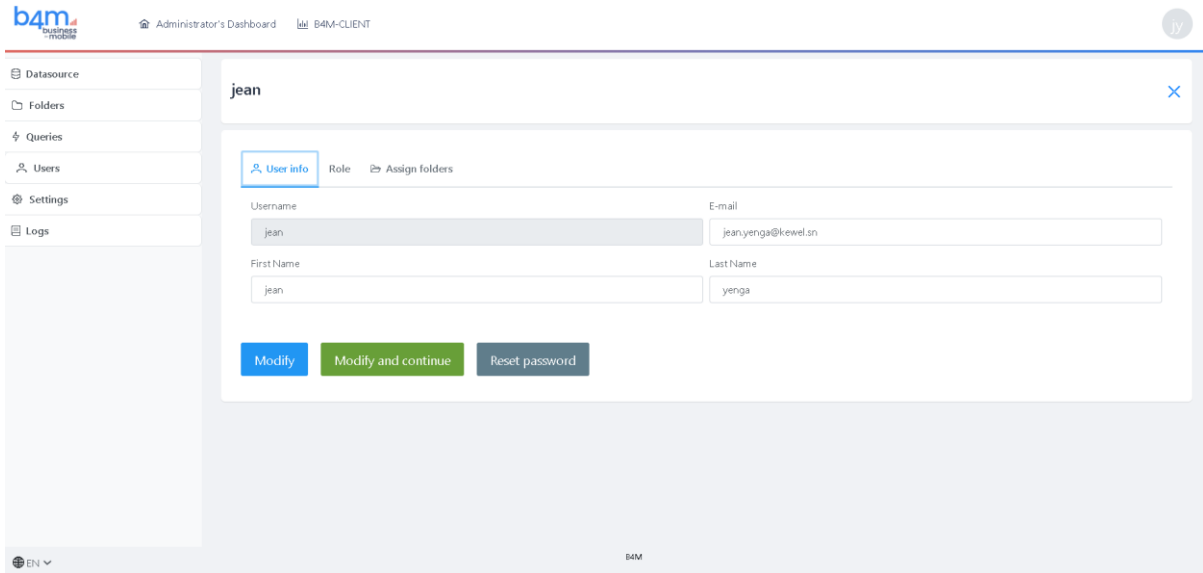 b4m
business
mobile
Administrator's Dashboard
B4M-CLIENT
jy
Datasource
Folders
Queries
Users
Settings
Logs
jean
User info
Role
Assign folders
Username
E-mail
jean
jean.yenga@kewel.sn
First Name
Last Name
jean
yenga
Modify
Modify and continue
Reset password
EN
B4M